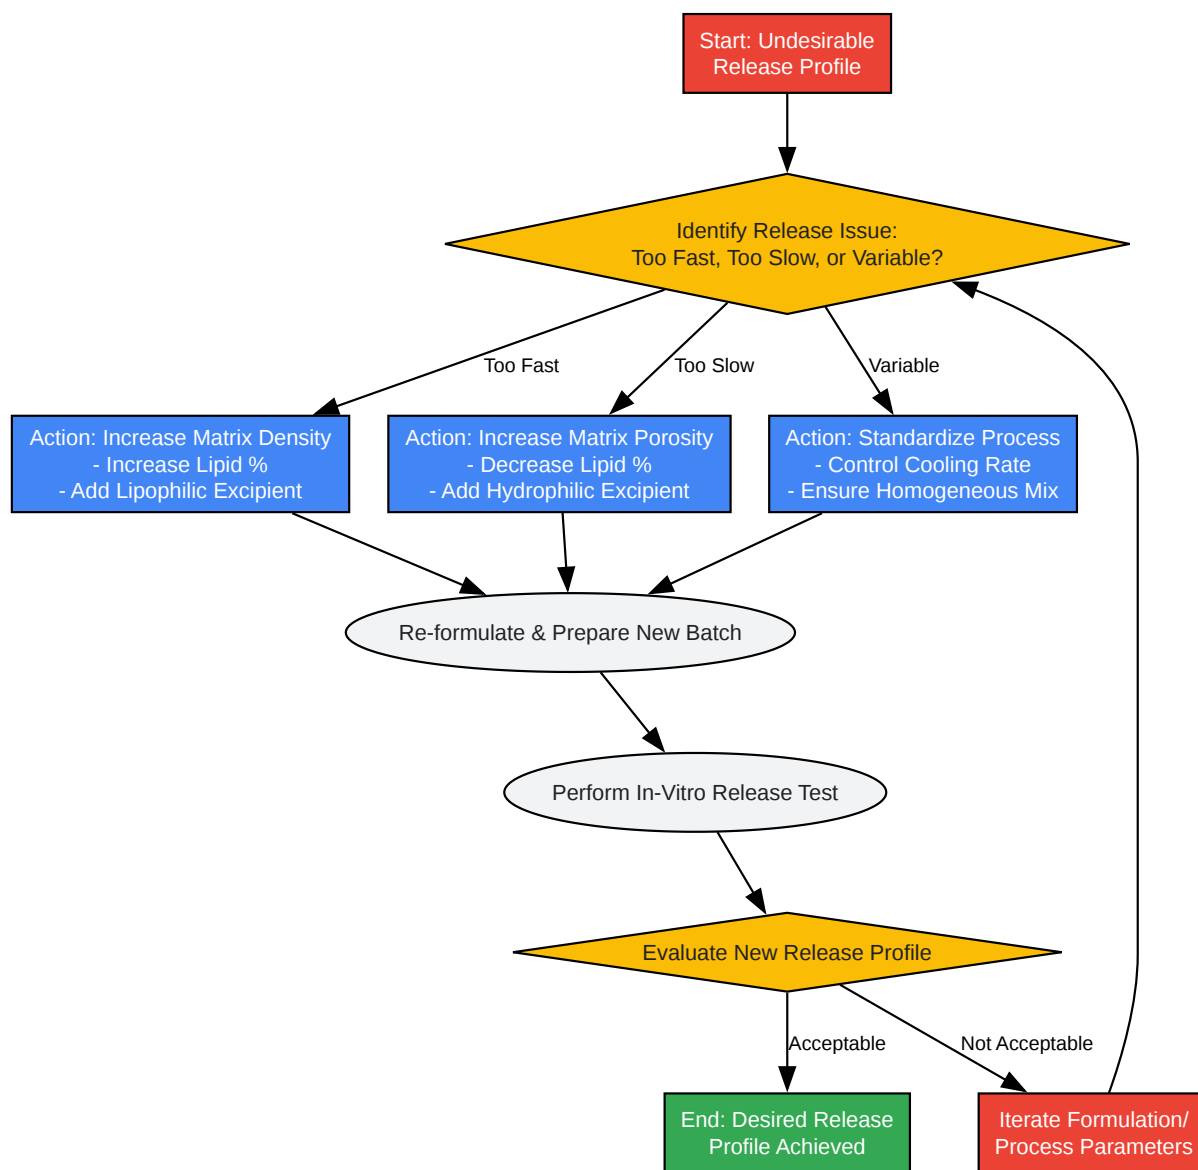 Start: Undesirable
Release Profile
Identify Release Issue:
Too Fast, Too Slow, or Variable?
Too Fast
Too Slow
Variable
Action: Increase Matrix Density
- Increase Lipid %
- Add Lipophilic Excipient
Action: Increase Matrix Porosity
- Decrease Lipid %
- Add Hydrophilic Excipient
Action: Standardize Process
- Control Cooling Rate
- Ensure Homogeneous Mix
Re-formulate & Prepare New Batch
Perform In-Vitro Release Test
Evaluate New Release Profile
Acceptable
Not Acceptable
End: Desired Release
Profile Achieved
Iterate Formulation/
Process Parameters